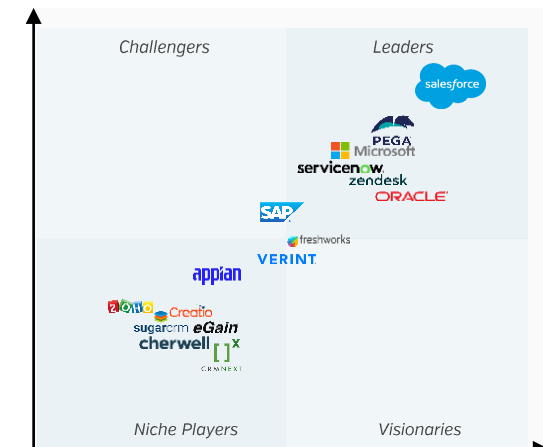 Challengers
Leaders
salesforce
PEGA
Microsoft
servicenow
zendesk
ORACLE
SAP
freshworks
VERINT
appian
ZOHO
Creatio
sugarcrm
eGain
cherwell
[ ]x
CRMNEXT
Niche Players
Visionaries